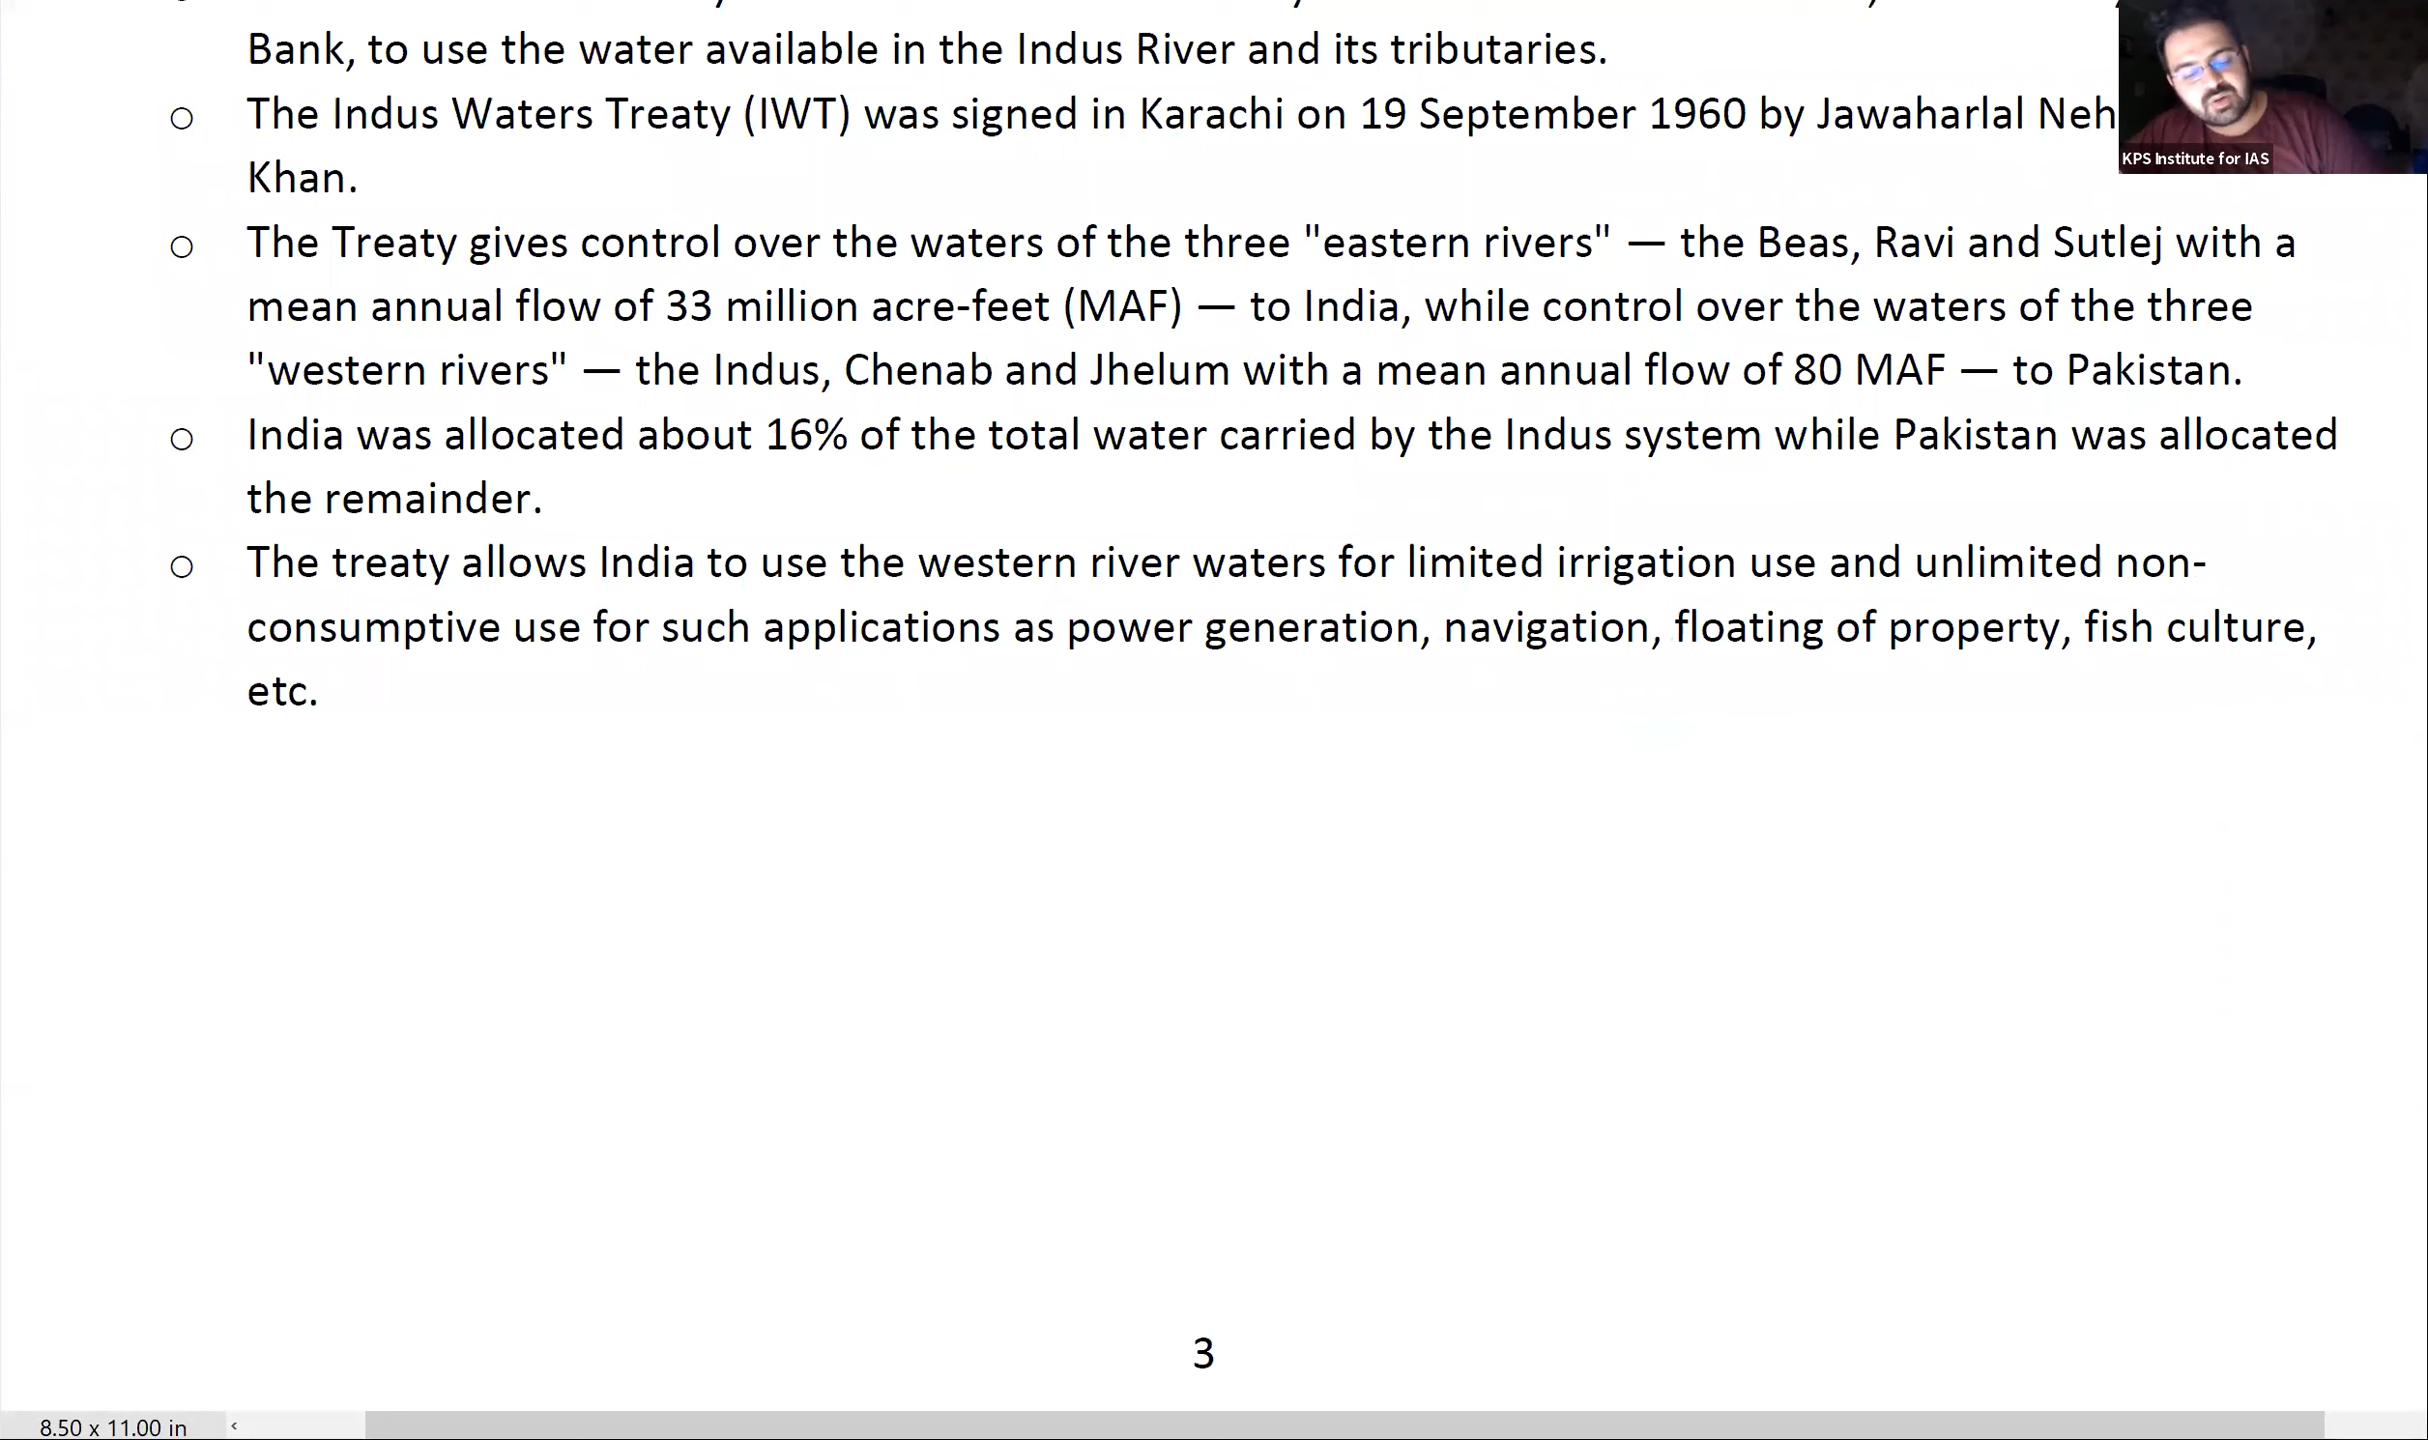 Bank, to use the water available in the Indus River and its tributaries.
○ The Indus Waters Treaty (IWT) was signed in Karachi on 19 September 1960 by Jawaharlal Neh
Khan.
○ The Treaty gives control over the waters of the three "eastern rivers" — the Beas, Ravi and Sutlej with a
mean annual flow of 33 million acre-feet (MAF) — to India, while control over the waters of the three
"western rivers" — the Indus, Chenab and Jhelum with a mean annual flow of 80 MAF — to Pakistan.
○ India was allocated about 16% of the total water carried by the Indus system while Pakistan was allocated
the remainder.
○ The treaty allows India to use the western river waters for limited irrigation use and unlimited non-
consumptive use for such applications as power generation, navigation, floating of property, fish culture,
etc.
KPS Institute for IAS
3
8.50 x 11.00 in